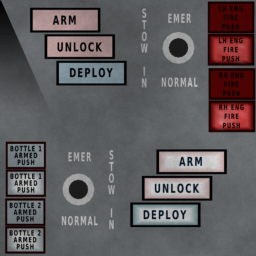 ARM
UNLOCK
DEPLOY
STOW IN
EMER
NORMAL
LH ENG
FIRE
PUSH
LH ENG
FIRE
PUSH
RH ENG
FIRE
PUSH
RH ENG
FIRE
PUSH
BOTTLE 1
ARMED
PUSH
BOTTLE 1
ARMED
PUSH
BOTTLE 2
ARMED
PUSH
BOTTLE 2
ARMED
PUSH
EMER
NORMAL
STOW IN
ARM
UNLOCK
DEPLOY